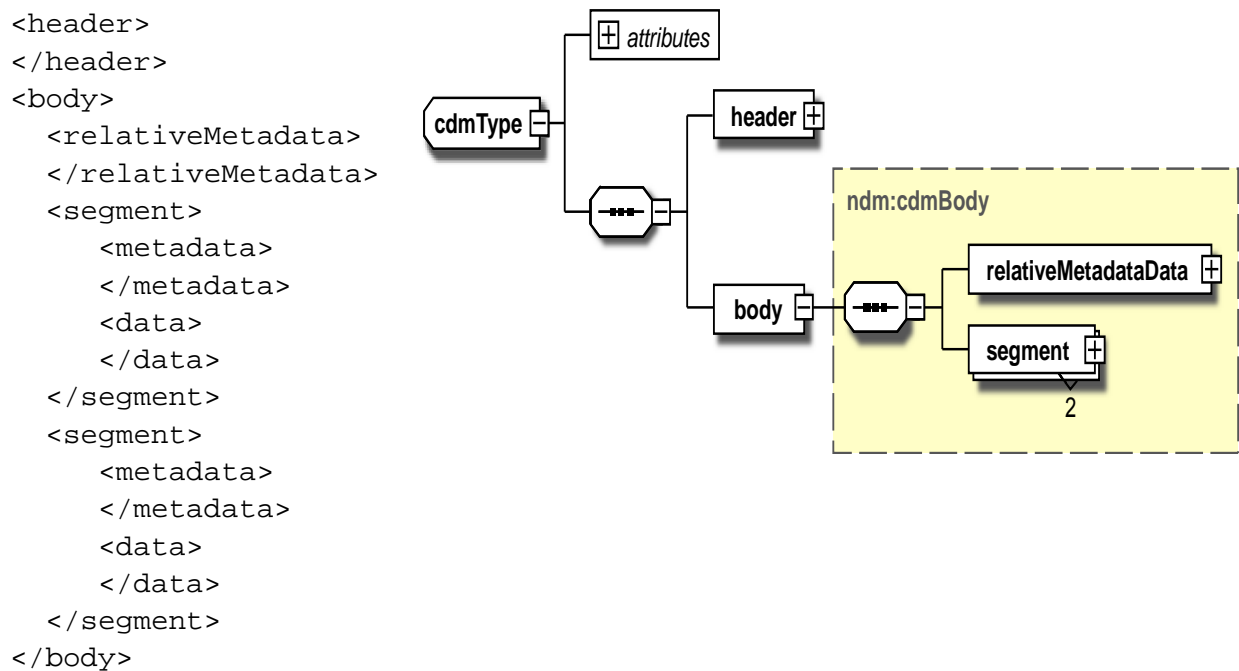 <header>
</header>
<body>
  <relativeMetadata>
  </relativeMetadata>
  <segment>
     <metadata>
     </metadata>
     <data>
     </data>
  </segment>
  <segment>
     <metadata>
     </metadata>
     <data>
     </data>
  </segment>
</body>
cdmType
attributes
header
body
ndm:cdmBody
relativeMetadataData
segment
2